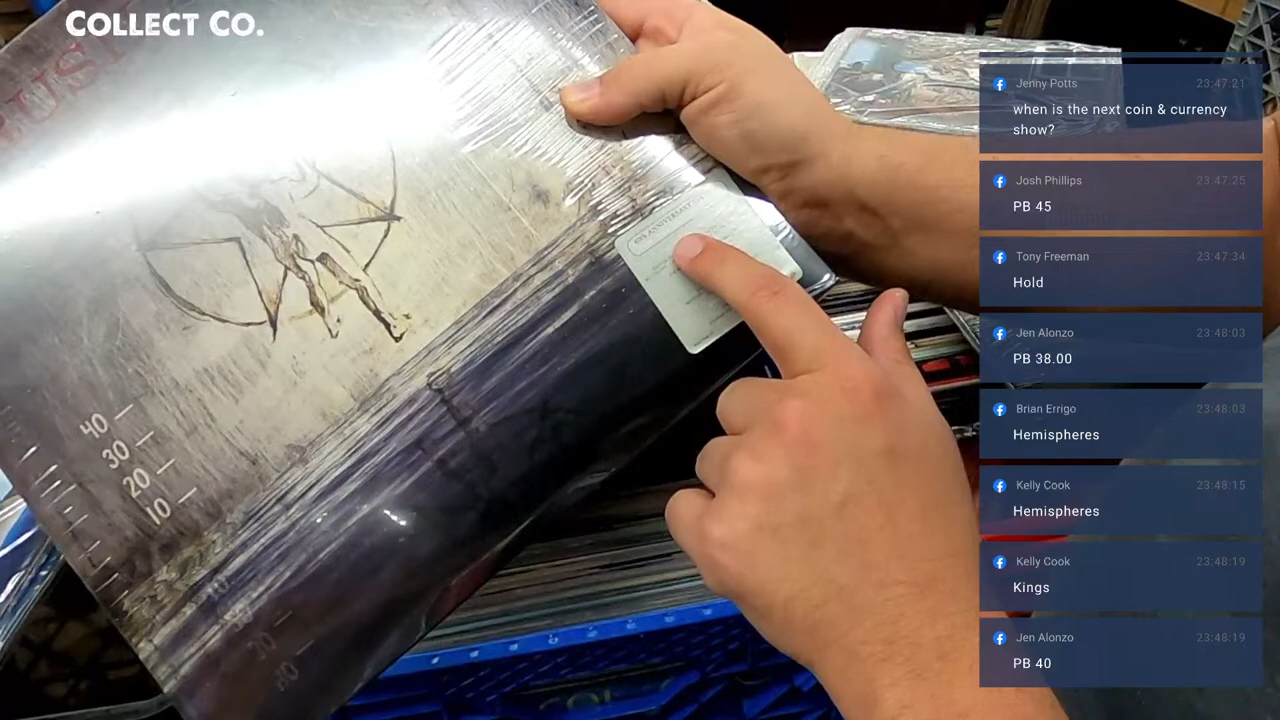 COLLECT CO.
RUSH
40
30
20
10
40TH ANNIVERSARY
Jenny Potts 23:47:21
when is the next coin & currency
show?
Josh Phillips 23:47:25
PB 45
Tony Freeman 23:47:34
Hold
Jen Alonzo 23:48:03
PB 38.00
Brian Errigo 23:48:03
Hemispheres
Kelly Cook 23:48:15
Hemispheres
Kelly Cook 23:48:19
Kings
Jen Alonzo 23:48:19
PB 40